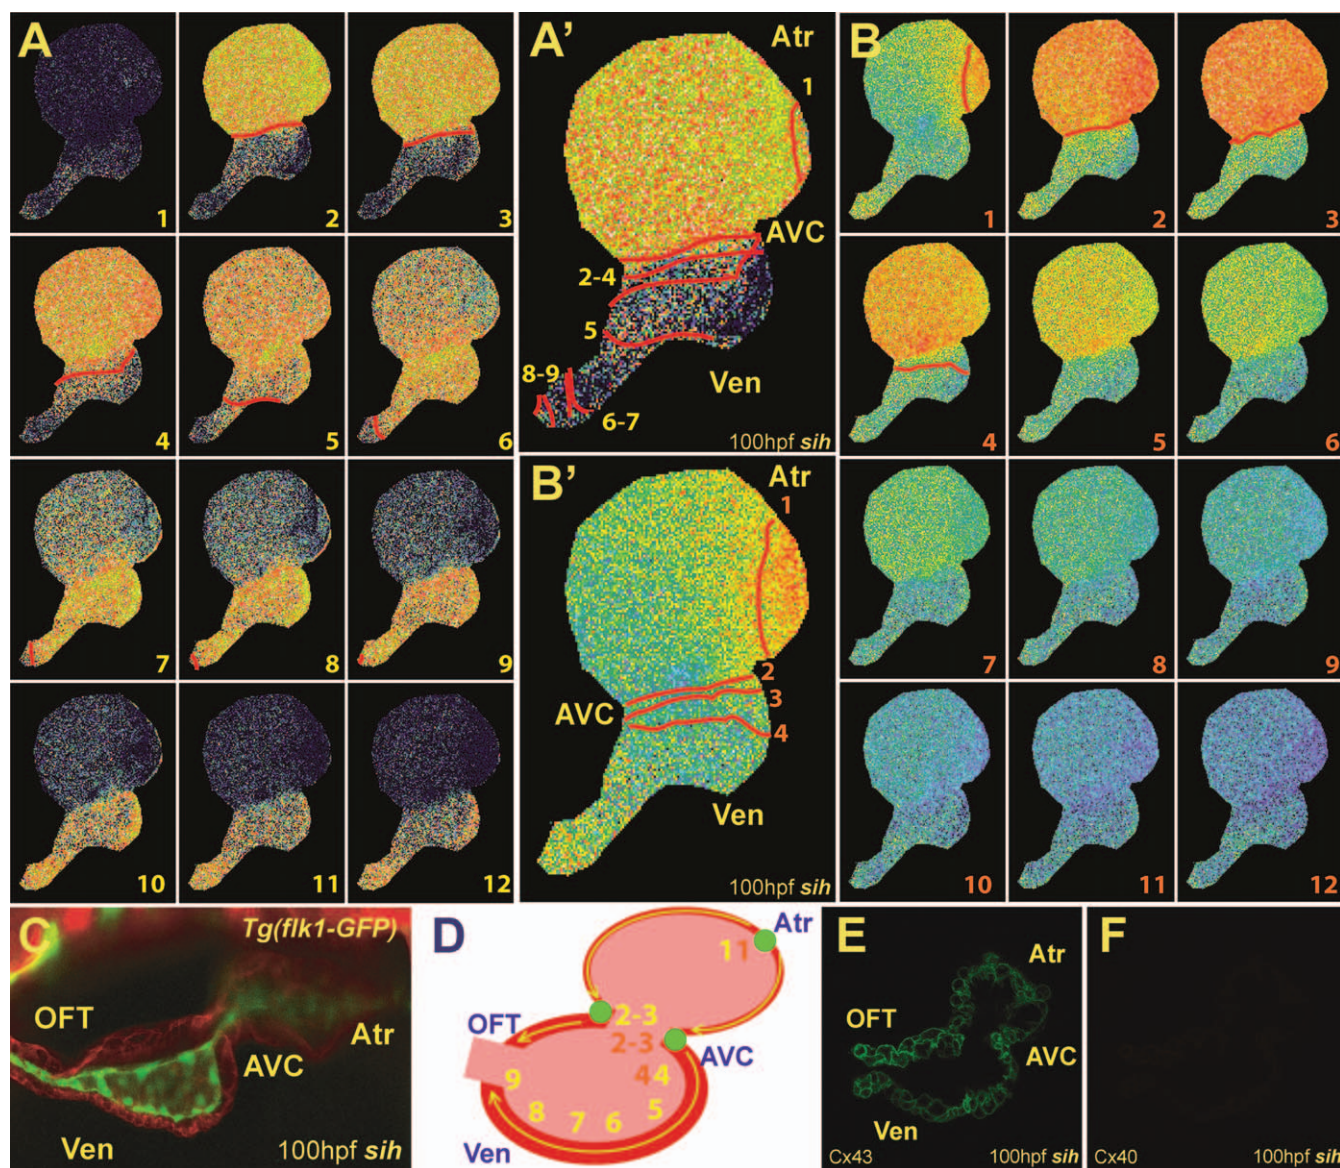 A
1
2
3
4
5
6
7
8
9
10
11
12
A'
Atr
1
AVC
2-4
5
8-9
6-7
Ven
100hpf sih
B'
Atr
1
2
3
4
AVC
Ven
100hpf sih
B
1
2
3
4
5
6
7
8
9
10
11
12
C
Tg(flk1-GFP)
OFT
Atr
AVC
Ven
100hpf sih
D
Atr
11
2-3
OFT
2-3
AVC
44
9
8
7
6
5
Ven
E
Atr
OFT
AVC
Ven
Cx43
100hpf sih
F
Cx40
100hpf sih